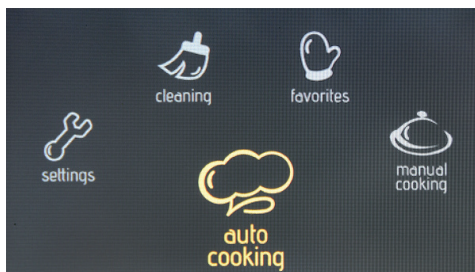 cleaning
favorites
settings
manual
cooking
auto
cooking